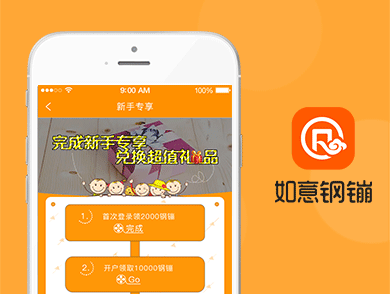 9:00 AM
100%
新手专享
完成新手专享
兑换超值礼品
1.
首次登录领2000钢镚
完成
2.
开户领取10000钢镚
Go
如意钢镚